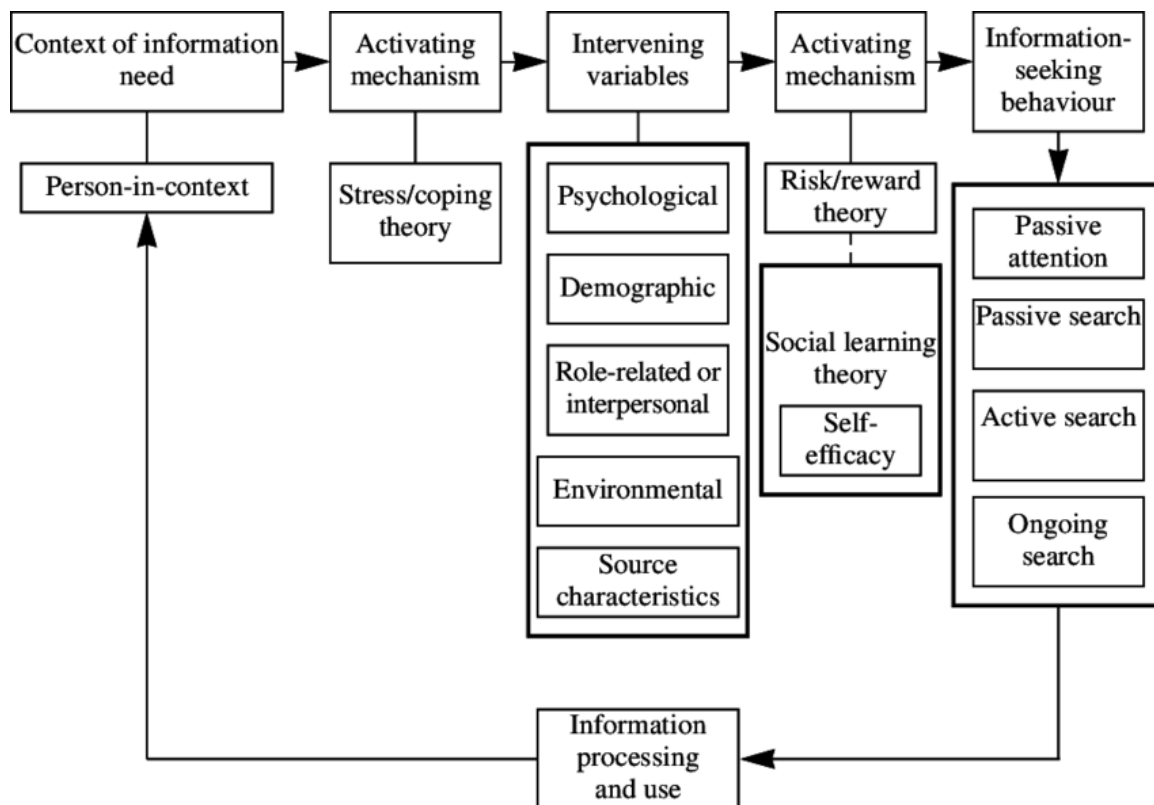 Context of information
need
Activating
mechanism
Intervening
variables
Activating
mechanism
Information-
seeking
behaviour
Person-in-context
Stress/coping
theory
Psychological
Demographic
Role-related or
interpersonal
Environmental
Source
characteristics
Risk/reward
theory
Social learning
theory
Self-
efficacy
Passive
attention
Passive search
Active search
Ongoing
search
Information
processing
and use